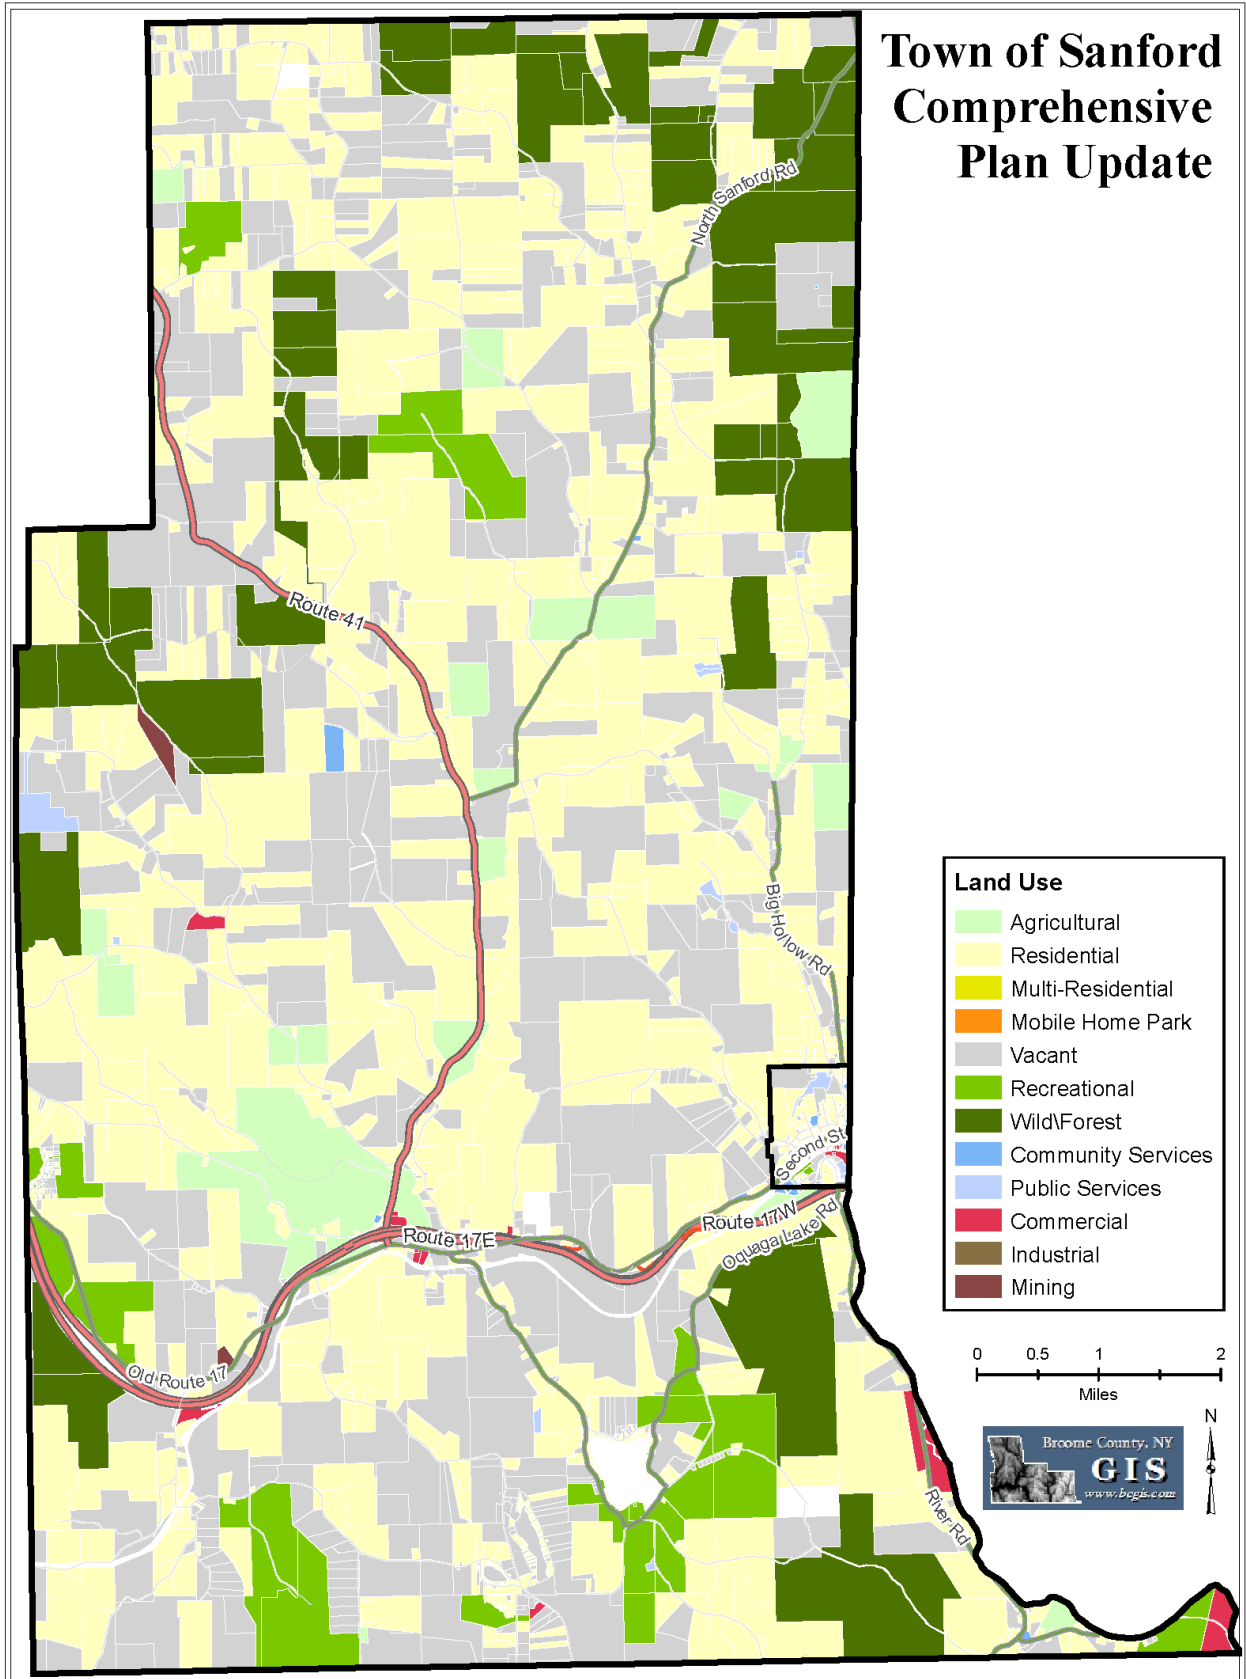 Town of Sanford
Comprehensive
Plan Update
North Sanford Rd
Route 41
Big Hollow Rd
Second St
Route 17W
Oquaga Lake Rd
Route 17E
Old Route 17
River Rd
Land Use
Agricultural
Residential
Multi-Residential
Mobile Home Park
Vacant
Recreational
Wild\Forest
Community Services
Public Services
Commercial
Industrial
Mining
0 0.5 1 2
Miles
N
Broome County, NY
GIS
www.bcgis.com